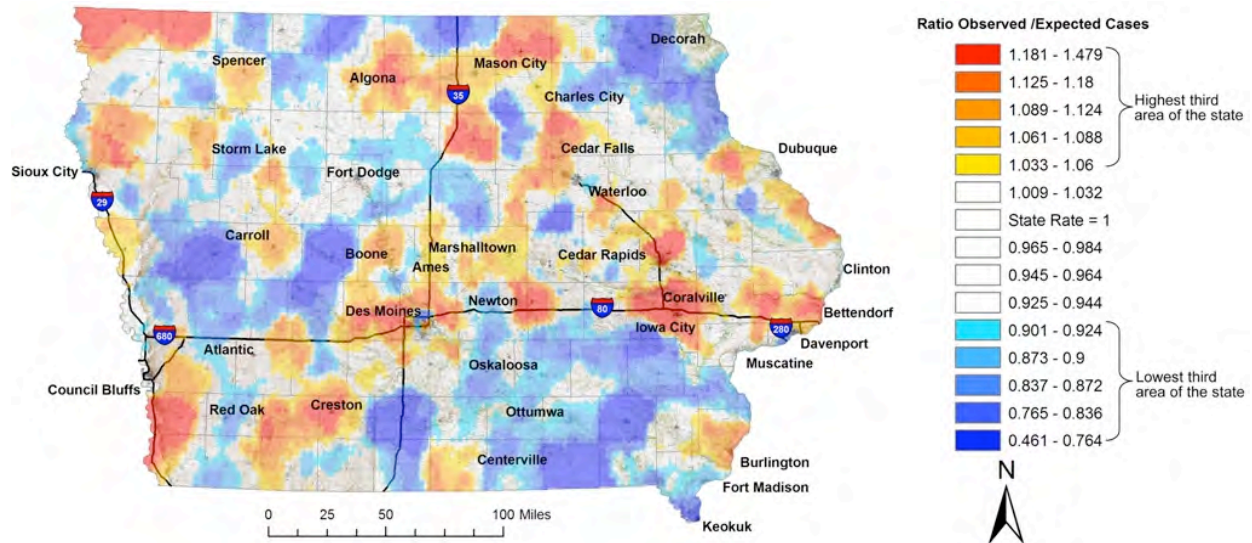 Decorah
Spencer
Mason City
Algona
35
Charles City
Storm Lake
Cedar Falls
Dubuque
Sioux City
Fort Dodge
Waterloo
29
Carroll
Boone
Marshalltown
Cedar Rapids
Ames
Clinton
Des Moines
Newton
80
Coralville
Bettendorf
680
Iowa City
280
Davenport
Atlantic
Oskaloosa
Muscatine
Council Bluffs
Red Oak
Creston
Ottumwa
Centerville
Burlington
Fort Madison
Keokuk
0 25 50 100 Miles
Ratio Observed /Expected Cases
1.181 - 1.479
1.125 - 1.18
1.089 - 1.124
1.061 - 1.088
1.033 - 1.06
Highest third
area of the state
1.009 - 1.032
State Rate = 1
0.965 - 0.984
0.945 - 0.964
0.925 - 0.944
0.901 - 0.924
0.873 - 0.9
0.837 - 0.872
0.765 - 0.836
0.461 - 0.764
Lowest third
area of the state
N